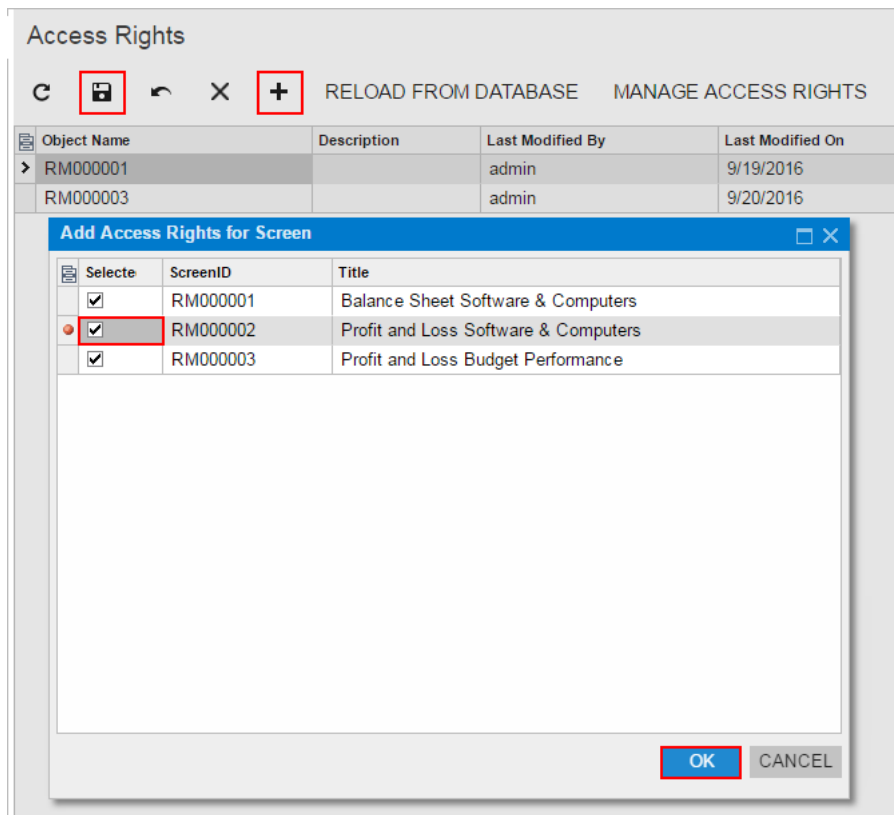 Access Rights
RELOAD FROM DATABASE MANAGE ACCESS RIGHTS
Object Name Description Last Modified By Last Modified On
RM000001 admin 9/19/2016
RM000003 admin 9/20/2016
Add Access Rights for Screen
Selecte ScreenID Title
RM000001 Balance Sheet Software & Computers
RM000002 Profit and Loss Software & Computers
RM000003 Profit and Loss Budget Performance
OK CANCEL